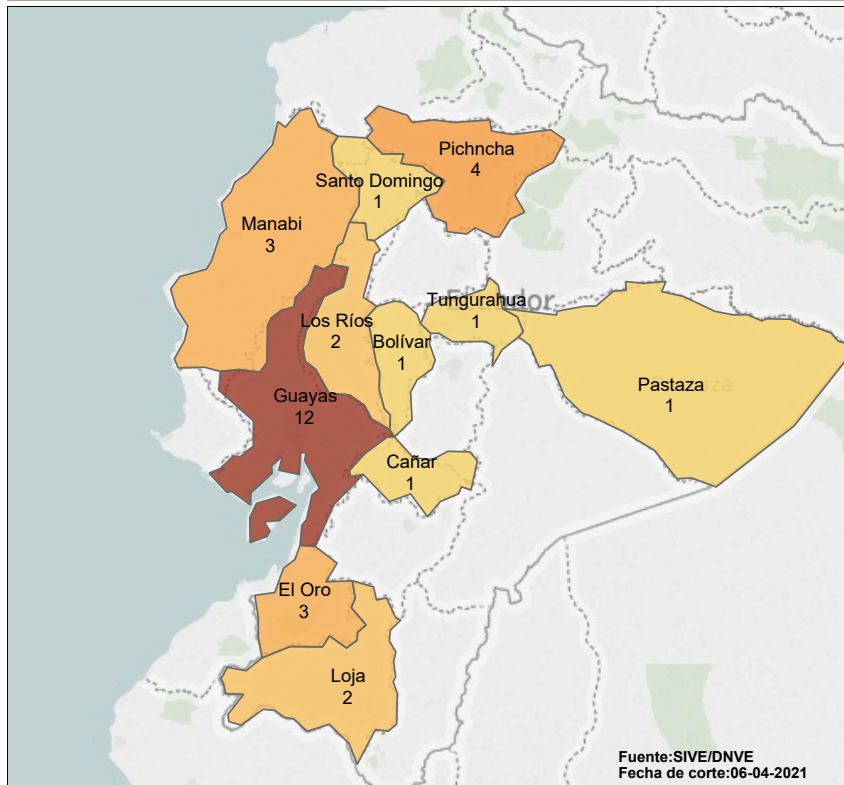 Pichncha
4
Santo Domingo
1
Manabi
3
Ecuador
Tungurahua
1
Los Ríos
2
Bolívar
1
Pastaza
1
Guayas
12
Cañar
1
El Oro
3
Loja
2
Fuente:SIVE/DNVE
Fecha de corte:06-04-2021